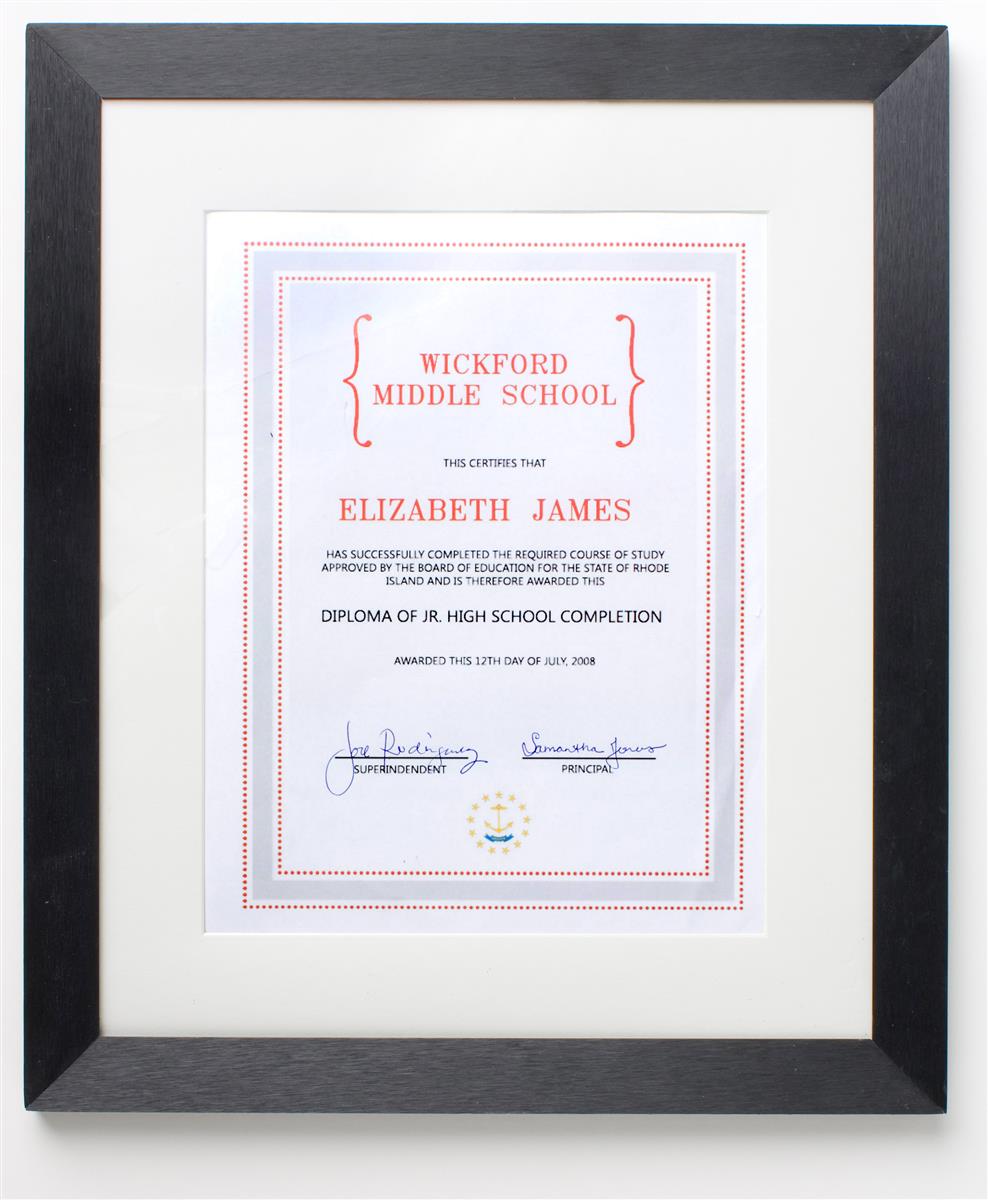 WICKFORD
MIDDLE SCHOOL
THIS CERTIFIES THAT
ELIZABETH JAMES
HAS SUCCESSFULLY COMPLETED THE REQUIRED COURSE OF STUDY
APPROVED BY THE BOARD OF EDUCATION FOR THE STATE OF RHODE
ISLAND AND IS THEREFORE AWARDED THIS
DIPLOMA OF JR. HIGH SCHOOL COMPLETION
AWARDED THIS 12TH DAY OF JULY, 2008
Joe Rodriguez Samantha Jones
SUPERINDENDENT PRINCIPAL